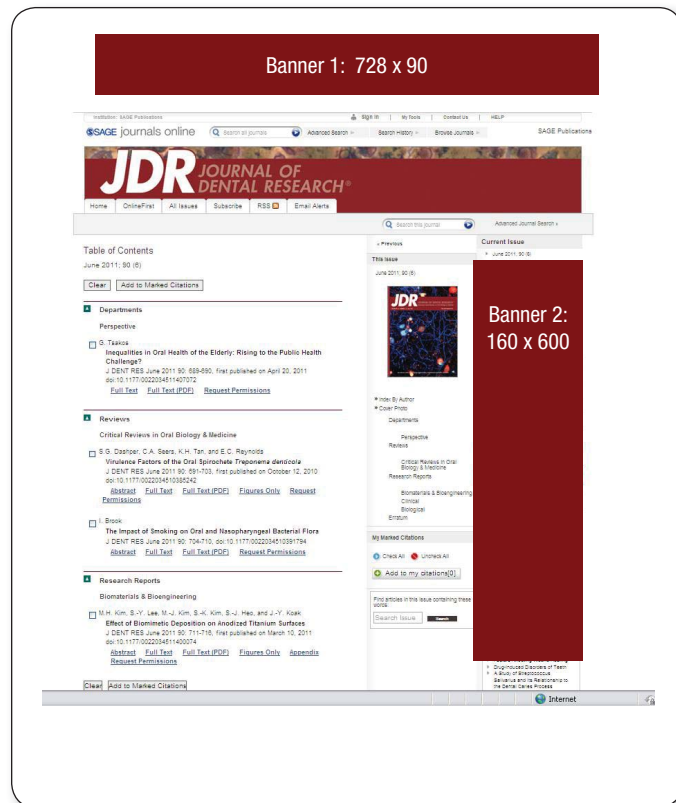 Banner 1: 728 x 90
Institution: SAGE Publications
Sign In | My Tools | Contact Us | HELP
SAGE journals online
Search all journals
Advanced Search >
Search History >
Browse Journals >
SAGE Publications
JDR JOURNAL OF
DENTAL RESEARCH®
Home OnlineFirst All Issues Subscribe RSS Email Alerts
Search this journal
Advanced Journal Search »
Table of Contents
June 2011; 90 (6)
Clear Add to Marked Citations
Departments
Perspective
G. Tsakos
Inequalities in Oral Health of the Elderly: Rising to the Public Health
Challenge?
J DENT RES June 2011 90: 689-690, first published on April 20, 2011
doi:10.1177/0022034511407072
Full Text Full Text (PDF) Request Permissions
Reviews
Critical Reviews in Oral Biology & Medicine
S.G. Dashper, C.A. Seers, K.H. Tan, and E.C. Reynolds
Virulence Factors of the Oral Spirochete Treponema denticola
J DENT RES June 2011 90: 691-703, first published on October 12, 2010
doi:10.1177/0022034510385242
Abstract Full Text Full Text (PDF) Figures Only Request
Permissions
I. Brook
The Impact of Smoking on Oral and Nasopharyngeal Bacterial Flora
J DENT RES June 2011 90: 704-710, doi:10.1177/0022034510391794
Abstract Full Text Full Text (PDF) Request Permissions
Research Reports
Biomaterials & Bioengineering
M.H. Kim, S.-Y. Lee, M.-J. Kim, S.-K. Kim, S.-J. Heo, and J.-Y. Koak
Effect of Biomimetic Deposition on Anodized Titanium Surfaces
J DENT RES June 2011 90: 711-716, first published on March 10, 2011
doi:10.1177/0022034511400074
Abstract Full Text Full Text (PDF) Figures Only Appendix
Request Permissions
Clear Add to Marked Citations
« Previous
This Issue
June 2011; 90 (6)
JDR
Index By Author
Cover Photo
Departments
Perspective
Reviews
Critical Reviews in Oral
Biology & Medicine
Research Reports
Biomaterials & Bioengineering
Clinical
Biological
Erratum
My Marked Citations
Check All Uncheck All
Add to my citations[0]
Find articles in this issue containing these
words:
Search Issue Search
Current Issue
June 2011; 90 (6)
Banner 2:
160 x 600
Drug-induced Disorders of Teeth
A Study of Streptococcus
Salivarius and its Relationship to
the Dental Caries Process
Internet